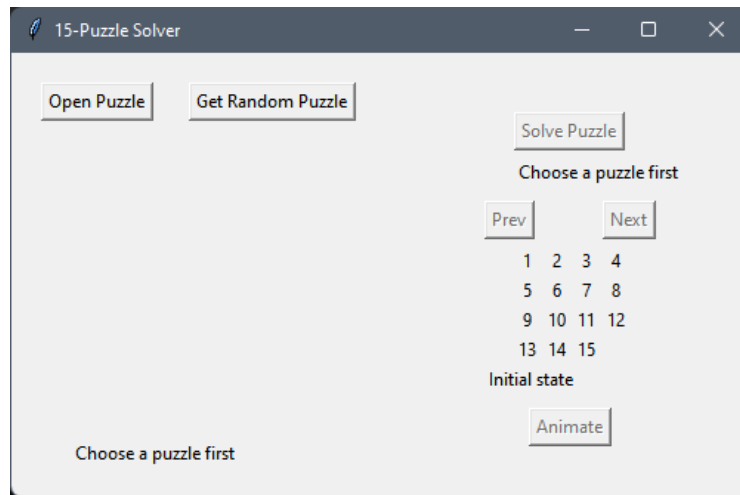 15-Puzzle Solver
Open Puzzle Get Random Puzzle
Solve Puzzle
Choose a puzzle first
Prev Next
1 2 3 4
5 6 7 8
9 10 11 12
13 14 15
Initial state
Animate
Choose a puzzle first